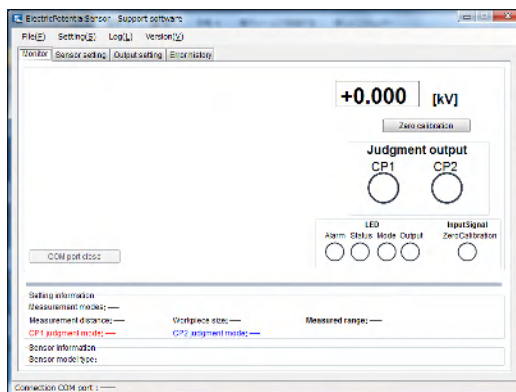 ElectricPotentia Sensor - Support software
File(F) Setting(S) Log(L) Version(V)
Monitor Sensor setting Output setting Error history
+0.000 [kV]
Zero calibration
Judgment output
CP1 CP2
LED InputSignal
Alarm Status Mode Output ZeroCalibration
COM port close
Setting information
Measurement modes: ----
Measurement distance: ---- Workpiece size: ---- Measured range: ----
CP1 judgment mode: ---- CP2 judgment mode: ----
Sensor information
Sensor model type:
Connection COM port : ----